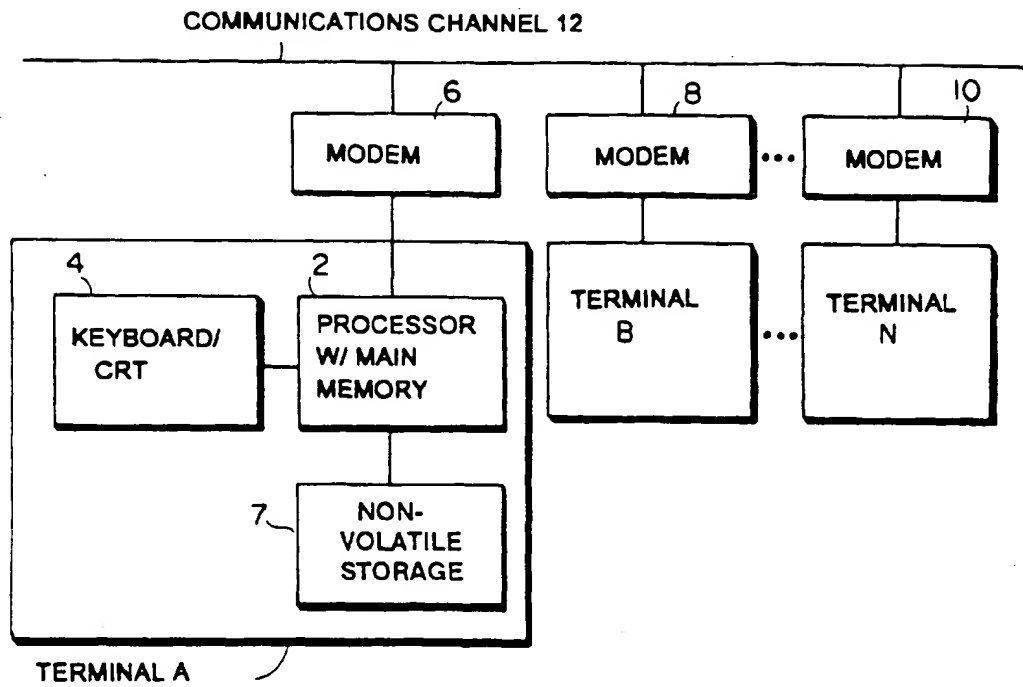 COMMUNICATIONS CHANNEL 12
6
8
10
MODEM
MODEM
•••
MODEM
4
2
KEYBOARD/
CRT
PROCESSOR
W/ MAIN
MEMORY
TERMINAL
B
•••
TERMINAL
N
7
NON-
VOLATILE
STORAGE
TERMINAL A